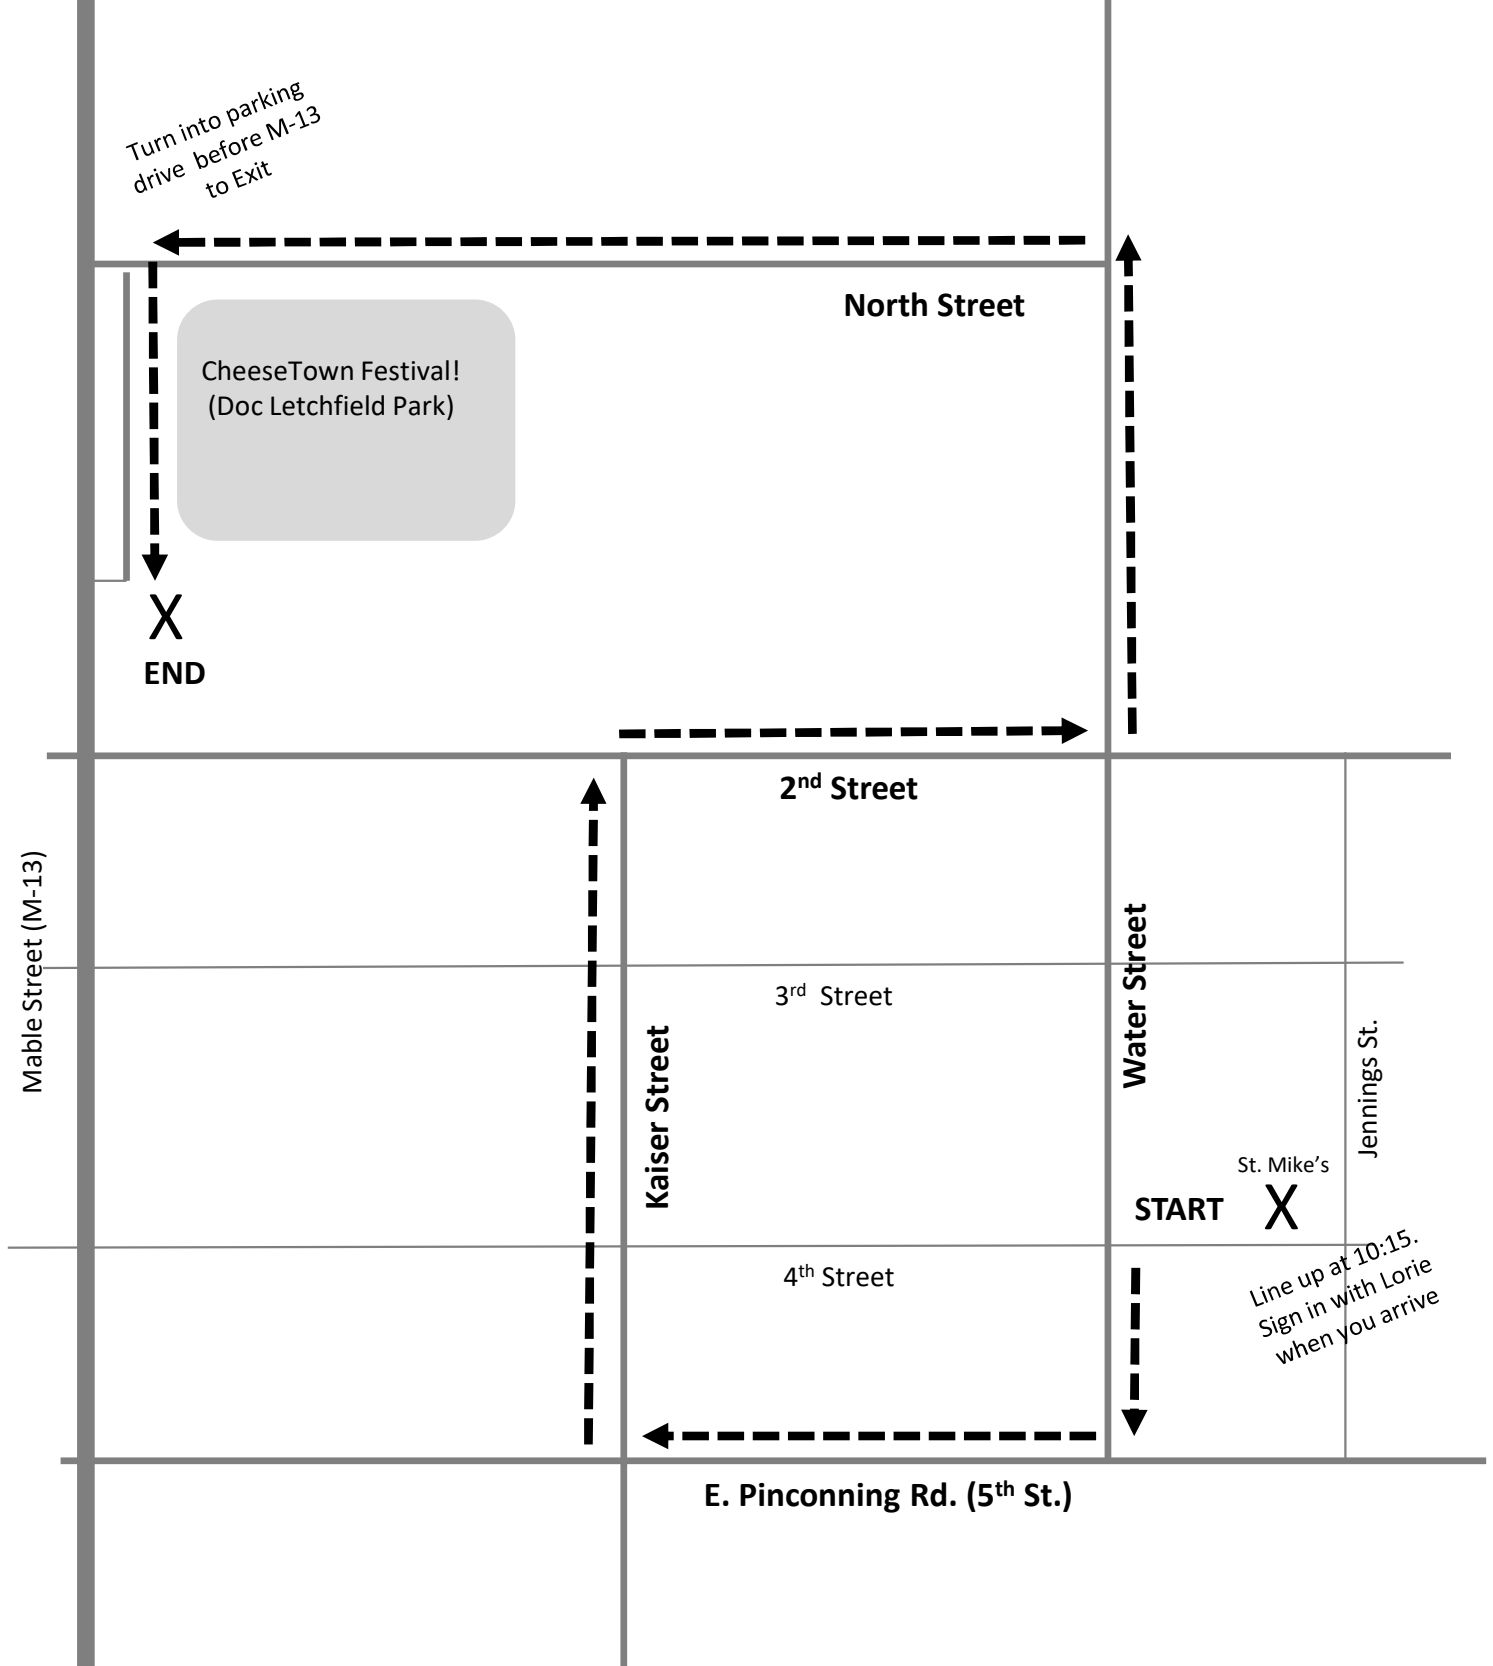 Turn into parking
drive  before M-13
to Exit
North Street
CheeseTown Festival!
(Doc Letchfield Park)
X
END
2nd Street
Mable Street (M-13)
3rd  Street
Kaiser Street
Water Street
Jennings St.
St. Mike's
START X
4th Street
Line up at 10:15.
Sign in with Lorie
when you arrive
E. Pinconning Rd. (5th St.)